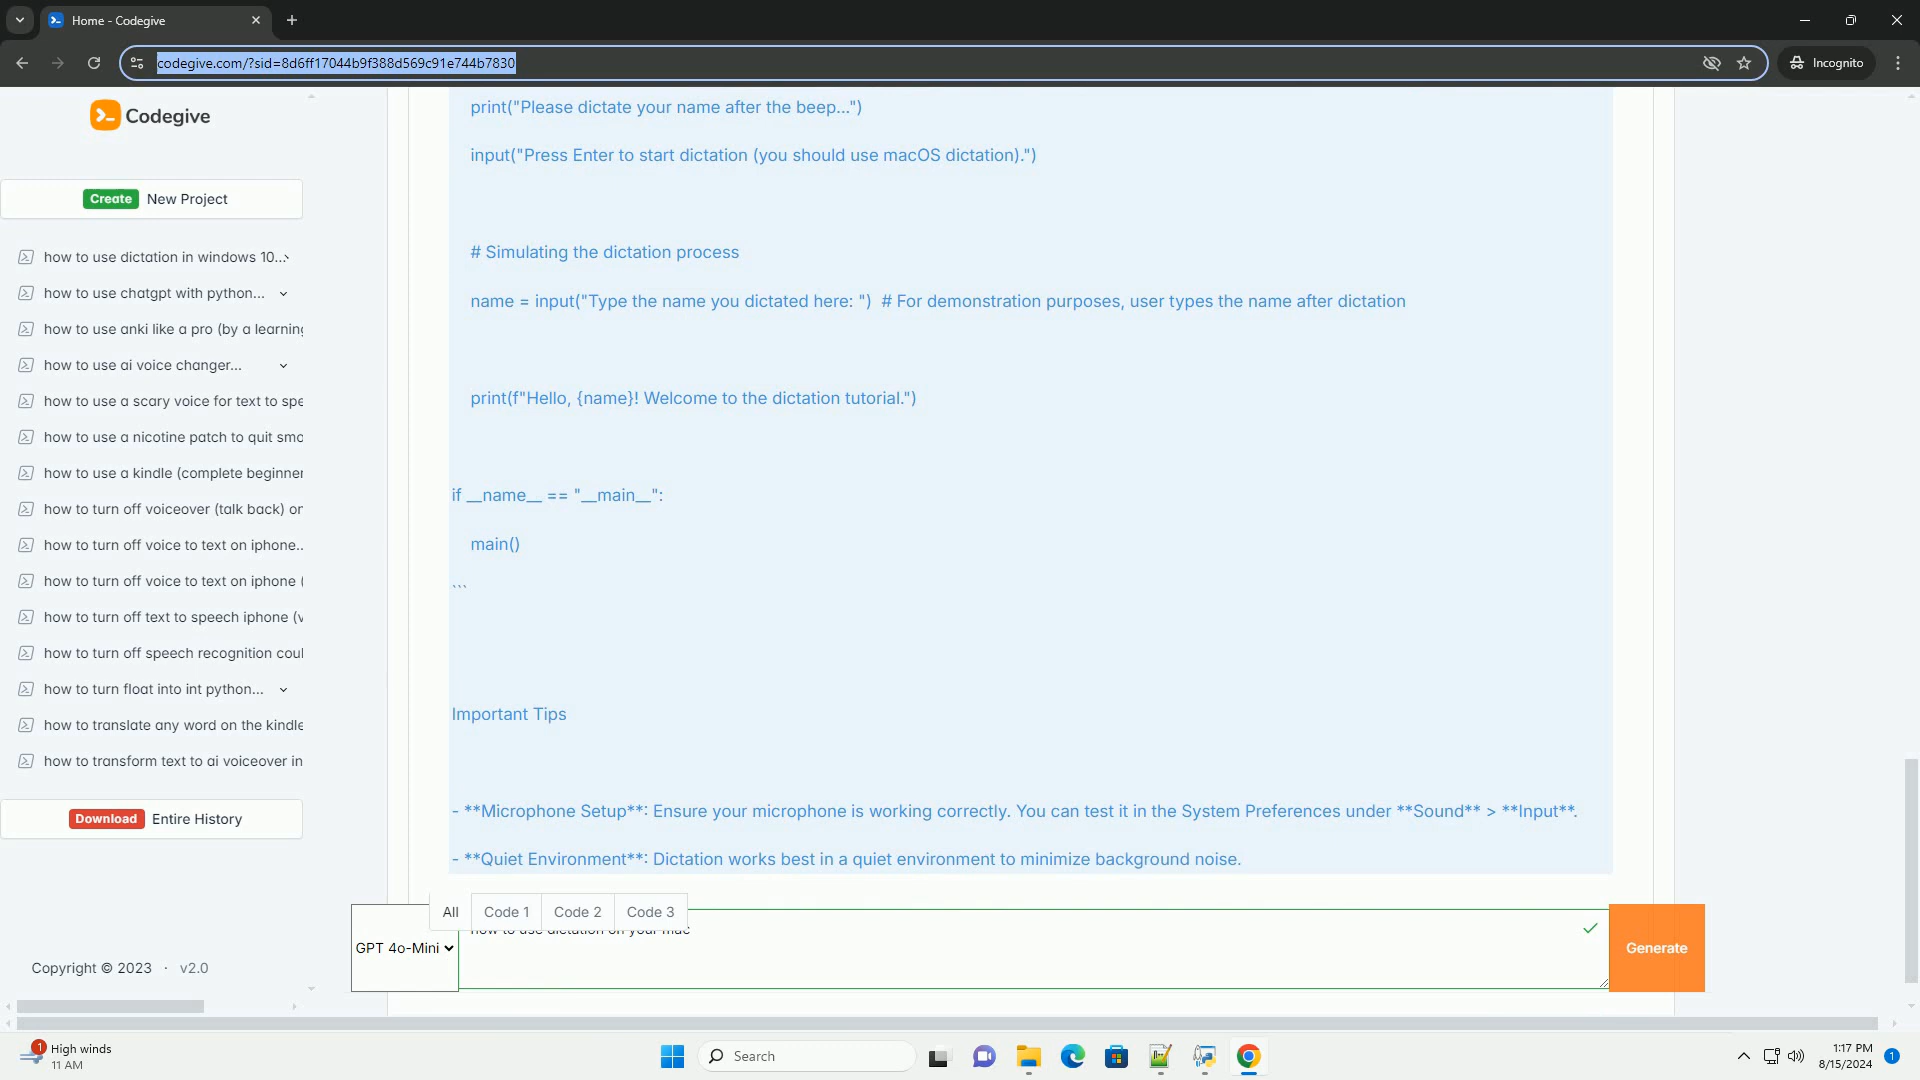 Home - Codegive
codegive.com/?sid=8d6ff17044b9f388d569c91e744b7830
Incognito
Codegive
Create New Project
how to use dictation in windows 10...
how to use chatgpt with python...
how to use anki like a pro (by a learning
how to use ai voice changer...
how to use a scary voice for text to spe
how to use a nicotine patch to quit smo
how to use a kindle (complete beginner
how to turn off voiceover (talk back) on
how to turn off voice to text on iphone..
how to turn off voice to text on iphone (
how to turn off text to speech iphone (v
how to turn off speech recognition coul
how to turn float into int python...
how to translate any word on the kindle
how to transform text to ai voiceover in
Download Entire History
Copyright © 2023 · v2.0
print("Please dictate your name after the beep...")
input("Press Enter to start dictation (you should use macOS dictation).")
# Simulating the dictation process
name = input("Type the name you dictated here: ")  # For demonstration purposes, user types the name after dictation
print(f"Hello, {name}! Welcome to the dictation tutorial.")
if __name__ == "__main__":
main()
```
Important Tips
- **Microphone Setup**: Ensure your microphone is working correctly. You can test it in the System Preferences under **Sound** > **Input**.
- **Quiet Environment**: Dictation works best in a quiet environment to minimize background noise.
All Code 1 Code 2 Code 3
how to use dictation on your mac
GPT 4o-Mini
Generate
1
High winds
11 AM
Search
1:17 PM
8/15/2024
1